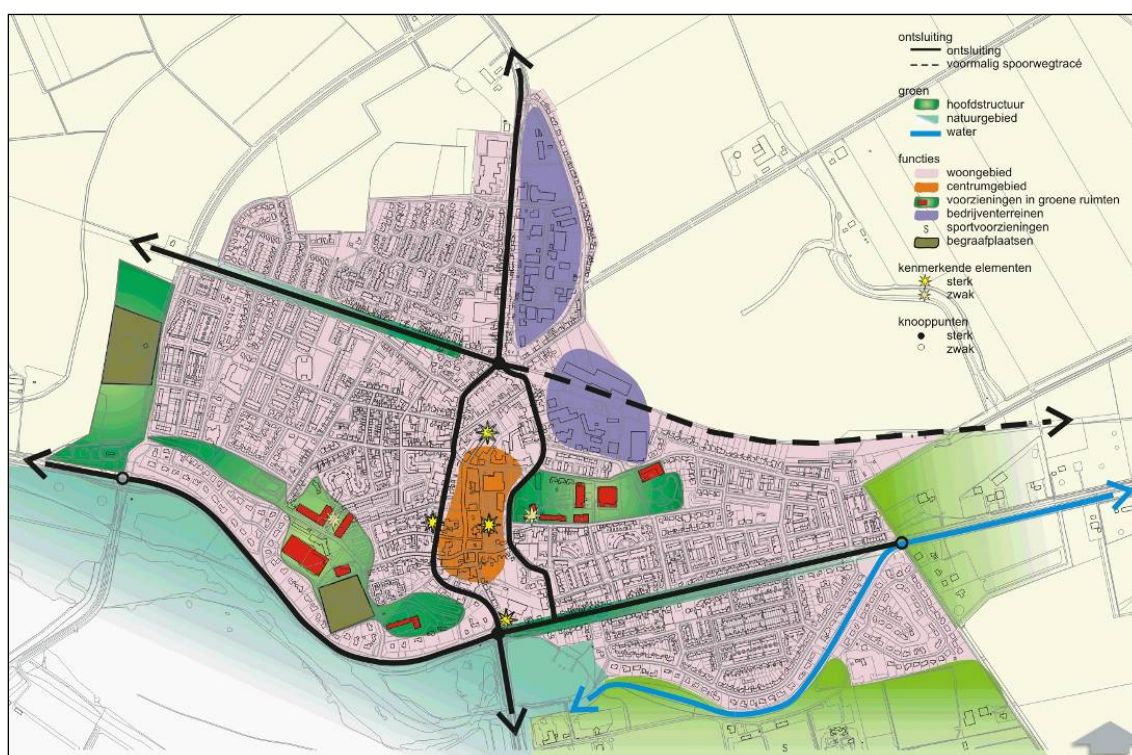 ontsluiting
ontsluiting
voormalig spoorwegtracé
groen
hoofdstructuur
natuurgebied
water
functies
woongebied
centrumgebied
voorzieningen in groene ruimten
bedrijventerreinen
S sportvoorzieningen
begraafplaatsen
kenmerkende elementen
sterk
zwak
knooppunten
sterk
zwak
S